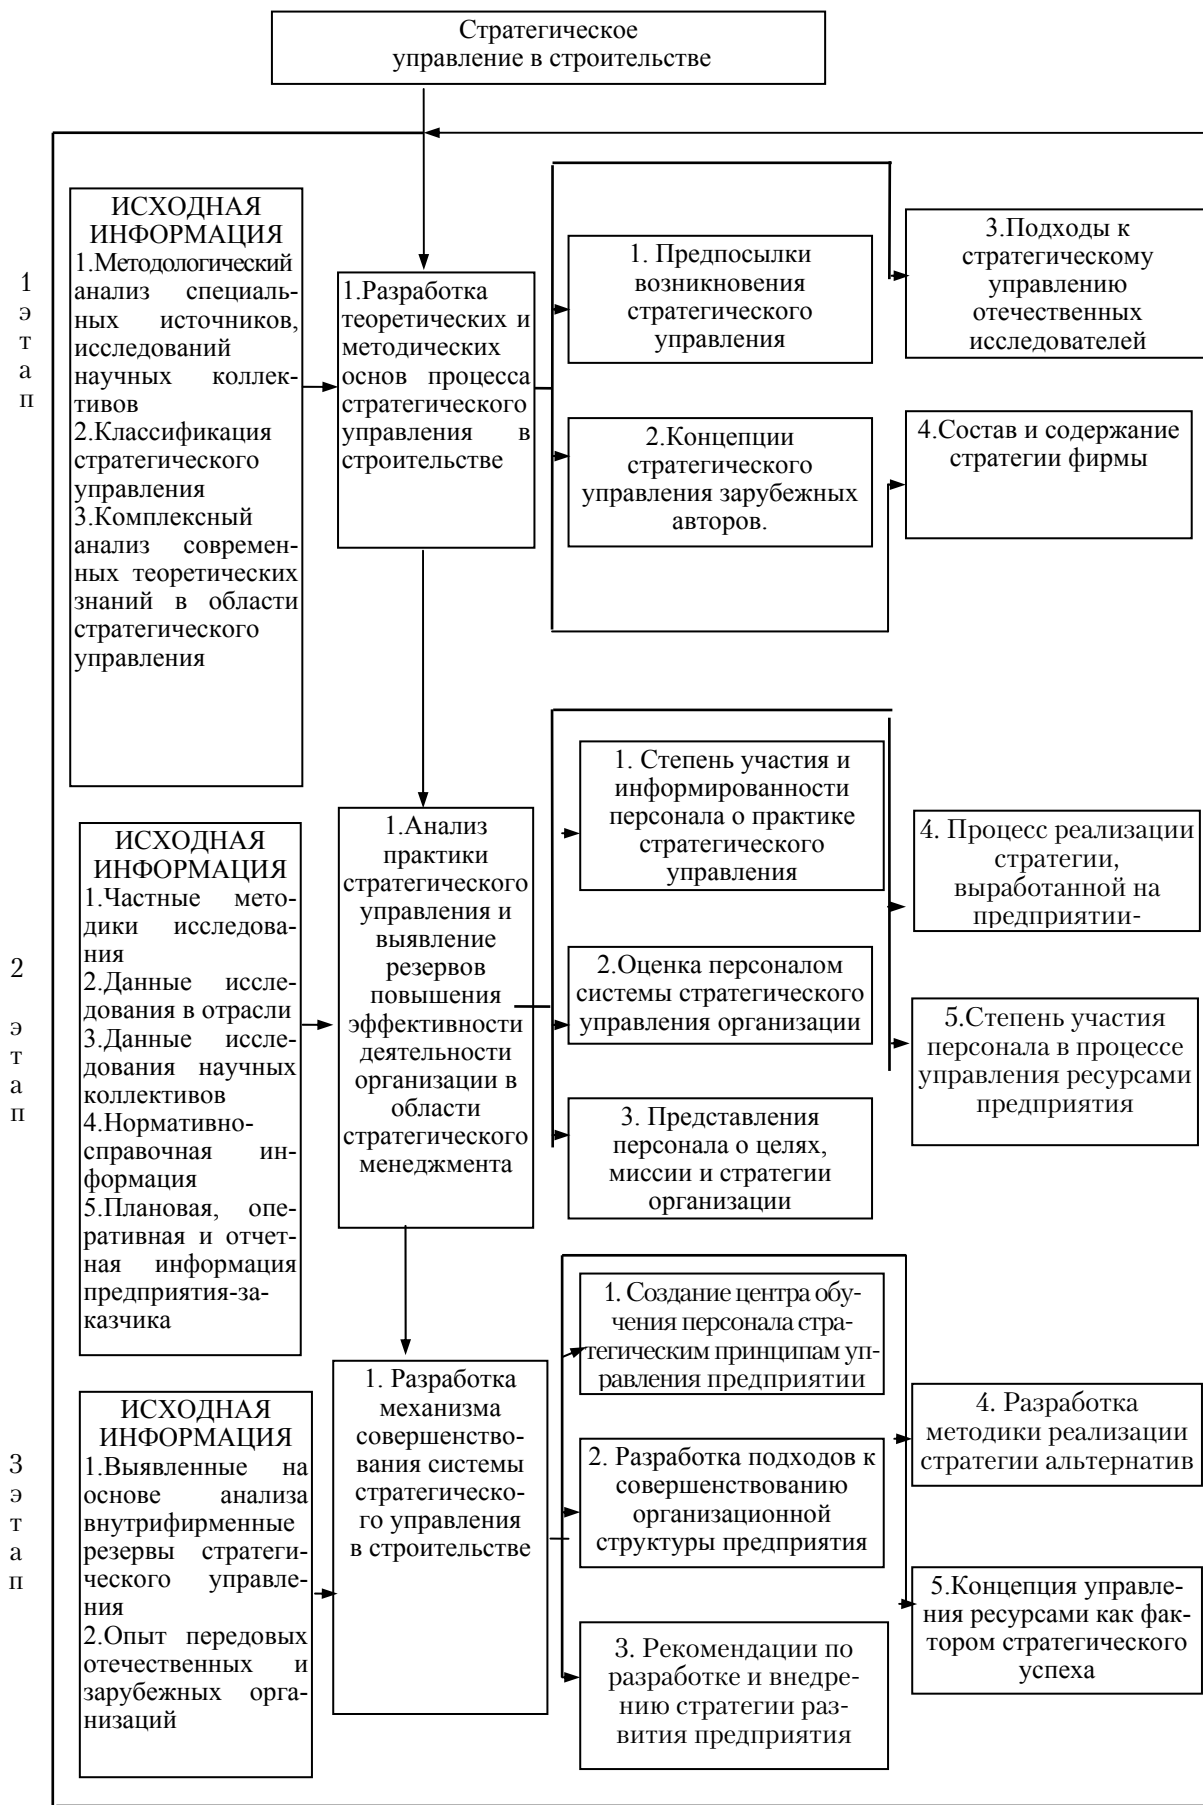 Стратегическое
управление в строительстве
1
э
т
а
п
ИСХОДНАЯ
ИНФОРМАЦИЯ
1.Методологический
анализ специаль-
ных источников,
исследований
научных коллек-
тивов
2.Классификация
стратегического
управления
3.Комплексный
анализ современ-
ных теоретических
знаний в области
стратегического
управления
1.Разработка
теоретических и
методических
основ процесса
стратегического
управления в
строительстве
1. Предпосылки
возникновения
стратегического
управления
2.Концепции
стратегического
управления зарубежных
авторов.
3.Подходы к
стратегическому
управлению
отечественных
исследователей
4.Состав и содержание
стратегии фирмы
2
э
т
а
п
ИСХОДНАЯ
ИНФОРМАЦИЯ
1.Частные мето-
дики исследова-
ния
2.Данные иссле-
дования в отрасли
3.Данные иссле-
дования научных
коллективов
4.Нормативно-
справочная ин-
формация
5.Плановая, опе-
ративная и отчет-
ная информация
предприятия-за-
казчика
1.Анализ
практики
стратегического
управления и
выявление
резервов
повышения
эффективности
деятельности
организации в
области
стратегического
менеджмента
1. Степень участия и
информированности
персонала о практике
стратегического
управления
2.Оценка персоналом
системы стратегического
управления организации
3. Представления
персонала о целях,
миссии и стратегии
организации
4. Процесс реализации
стратегии,
выработанной на
предприятии-
5.Степень участия
персонала в процессе
управления ресурсами
предприятия
3
э
т
а
п
ИСХОДНАЯ
ИНФОРМАЦИЯ
1.Выявленные на
основе анализа
внутрифирменные
резервы стратеги-
ческого управле-
ния
2.Опыт передовых
отечественных и
зарубежных орга-
низаций
1. Разработка
механизма
совершенство-
вания системы
стратегическо-
го управления
в строительстве
1. Создание центра обу-
чения персонала стра-
тегическим принципам уп-
равления предприятии
2. Разработка подходов к
совершенствованию
организационной
структуры предприятия
3. Рекомендации по
разработке и внедре-
нию стратегии раз-
вития предприятия
4. Разработка
методики реализации
стратегии альтернатив
5.Концепция управле-
ния ресурсами как фак-
тором стратегического
успеха